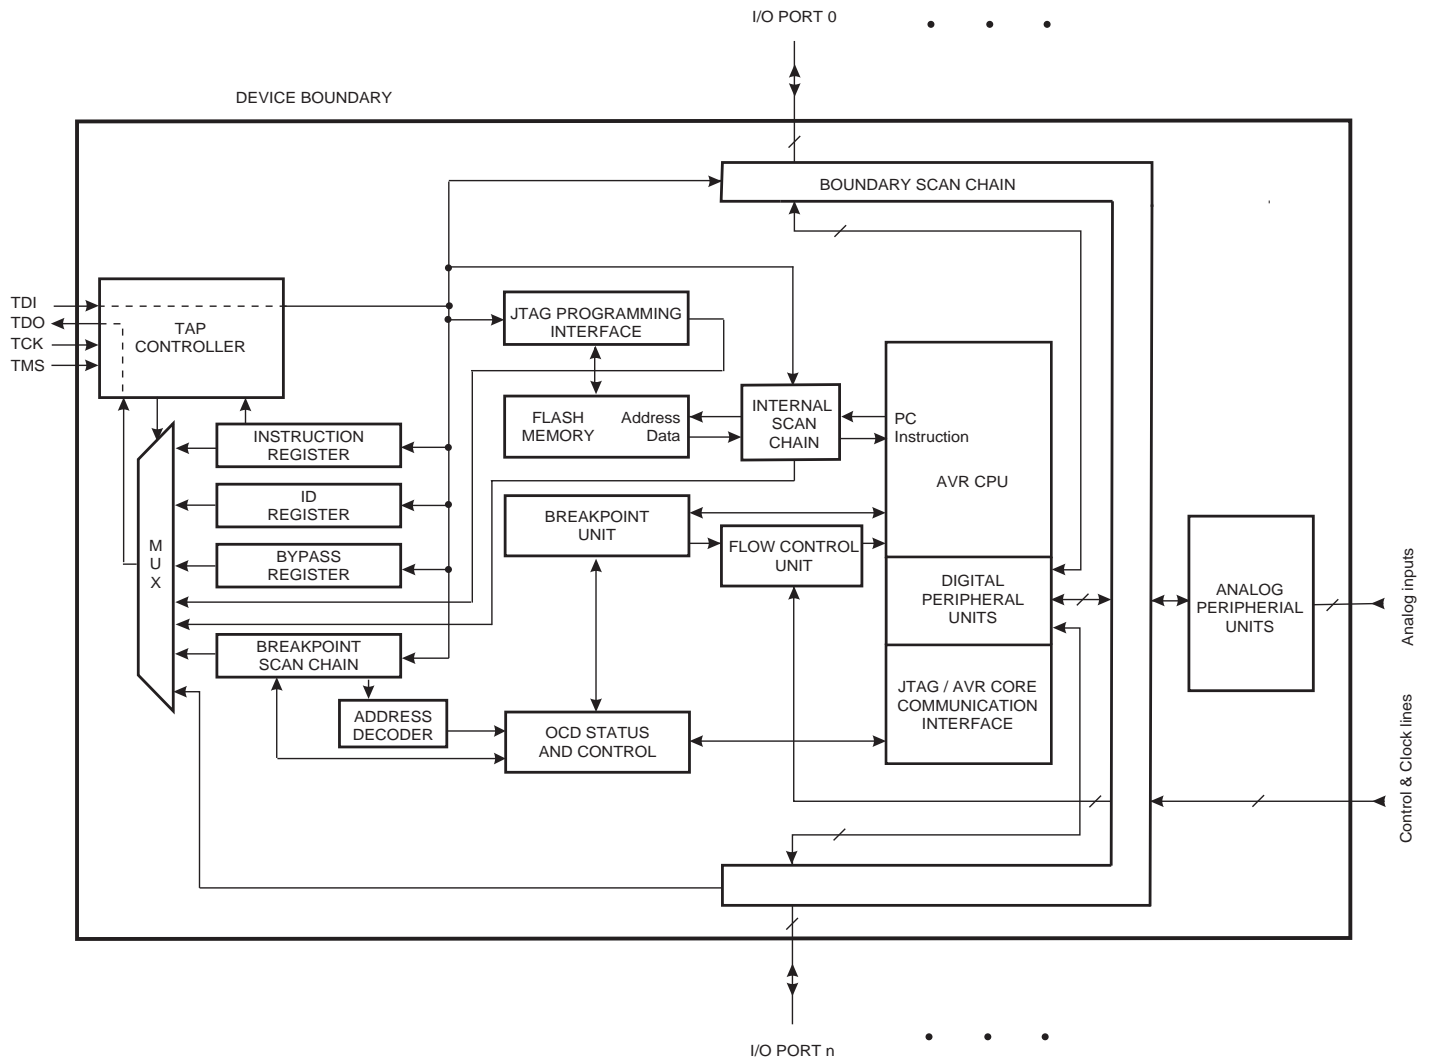 I/O PORT 0
DEVICE BOUNDARY
BOUNDARY SCAN CHAIN
TDI
TDO
TCK
TMS
TAP
CONTROLLER
JTAG PROGRAMMING
INTERFACE
FLASH
MEMORY
Address
Data
INTERNAL
SCAN
CHAIN
PC
Instruction
AVR CPU
INSTRUCTION
REGISTER
ID
REGISTER
BYPASS
REGISTER
M
U
X
BREAKPOINT
UNIT
FLOW CONTROL
UNIT
DIGITAL
PERIPHERAL
UNITS
ANALOG
PERIPHERIAL
UNITS
Analog inputs
BREAKPOINT
SCAN CHAIN
ADDRESS
DECODER
OCD STATUS
AND CONTROL
JTAG / AVR CORE
COMMUNICATION
INTERFACE
Control & Clock lines
I/O PORT n